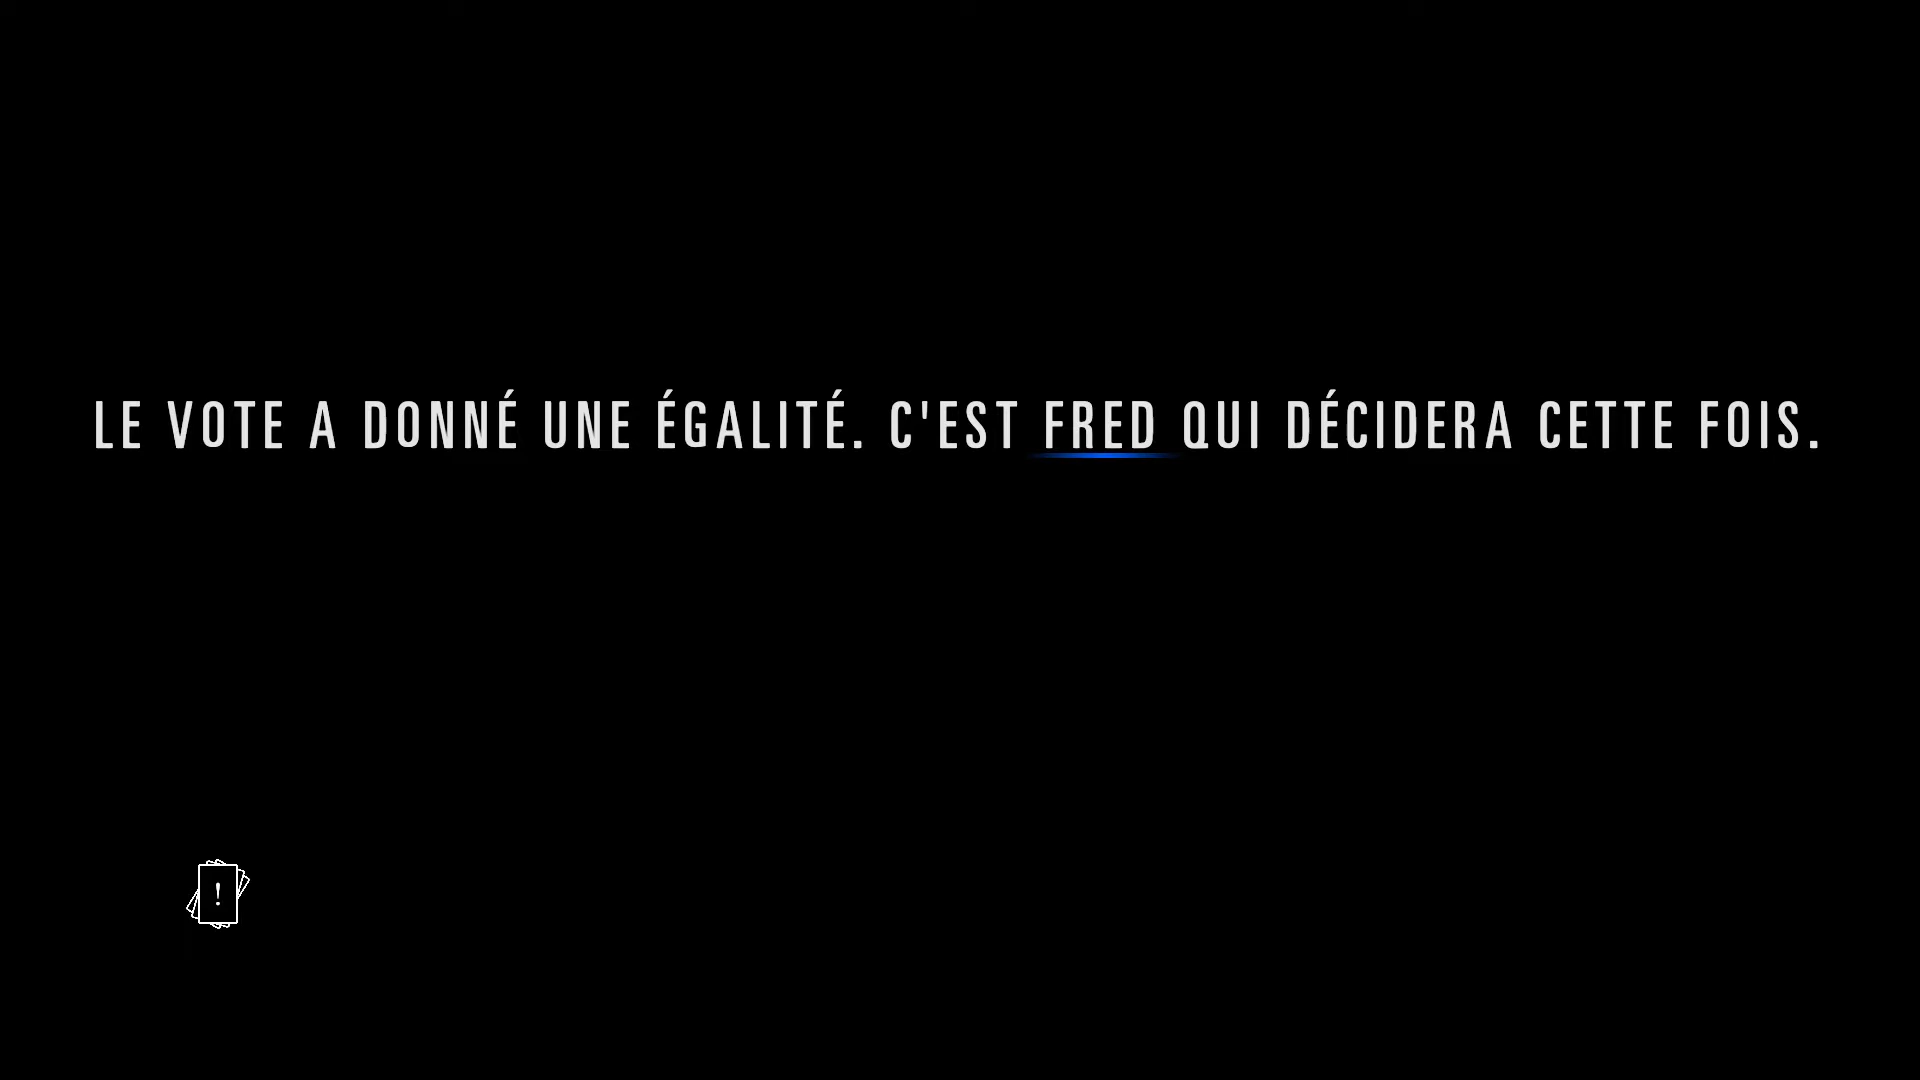 LE VOTE A DONNÉ UNE ÉGALITÉ. C'EST FRED QUI DÉCIDERA CETTE FOIS.
!